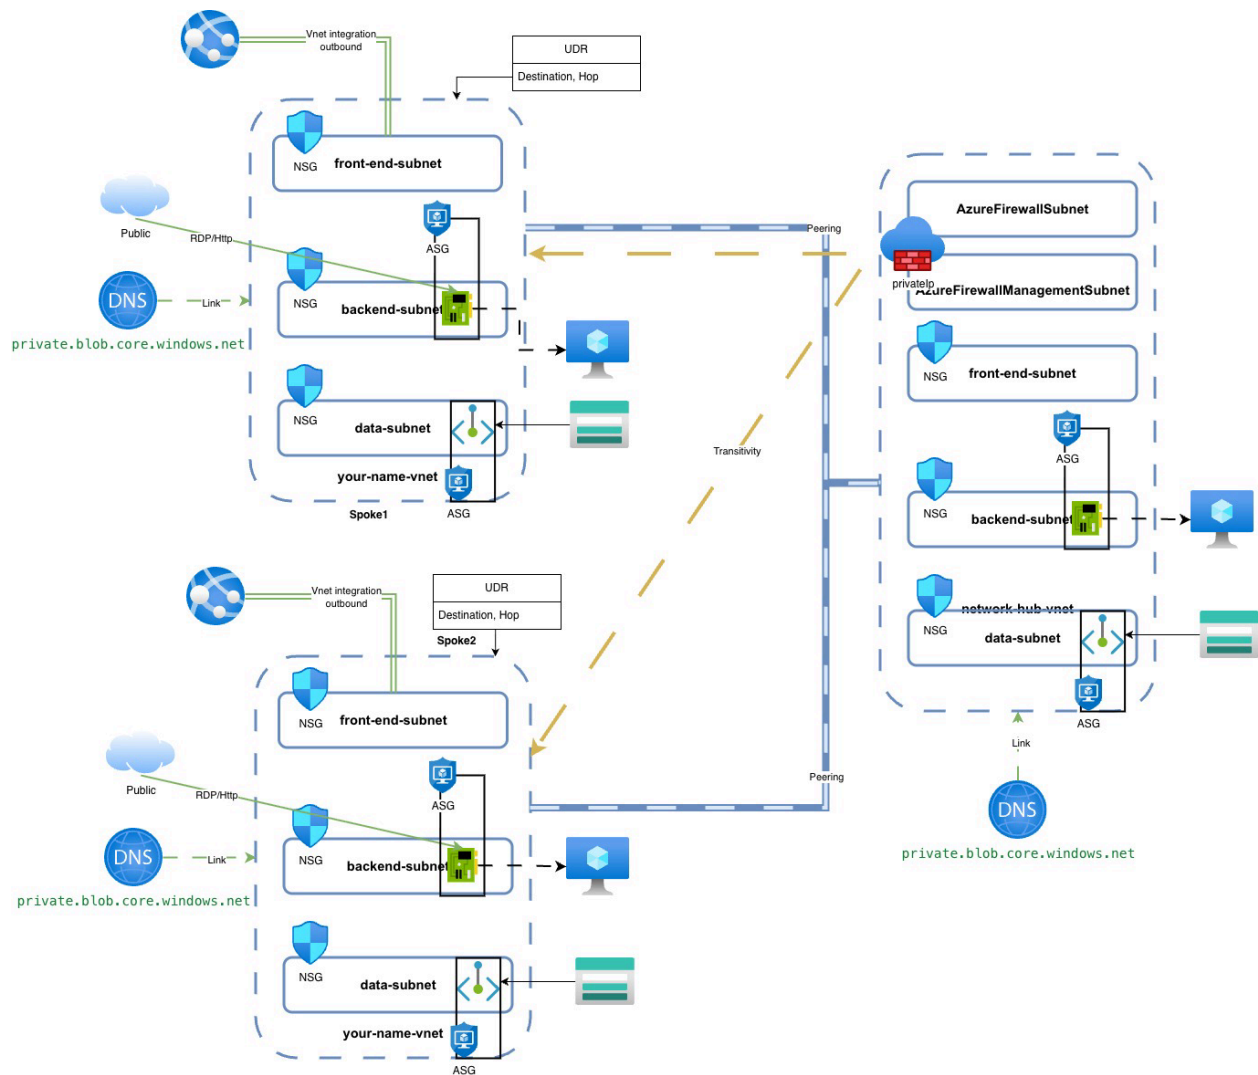 Vnet integration
outbound
UDR
Destination, Hop
NSG
front-end-subnet
Public
RDP/Http
ASG
NSG
backend-subnet
DNS
Link
private.blob.core.windows.net
NSG
data-subnet
your-name-vnet
Spoke1
ASG
Peering
Transitivity
AzureFirewallSubnet
privateIp
AzureFirewallManagementSubnet
NSG
front-end-subnet
ASG
NSG
backend-subnet
network-hub-vnet
NSG
data-subnet
ASG
Link
DNS
private.blob.core.windows.net
Vnet integration
outbound
UDR
Destination, Hop
Spoke2
NSG
front-end-subnet
Public
RDP/Http
ASG
NSG
backend-subnet
DNS
Link
private.blob.core.windows.net
NSG
data-subnet
your-name-vnet
ASG
Peering